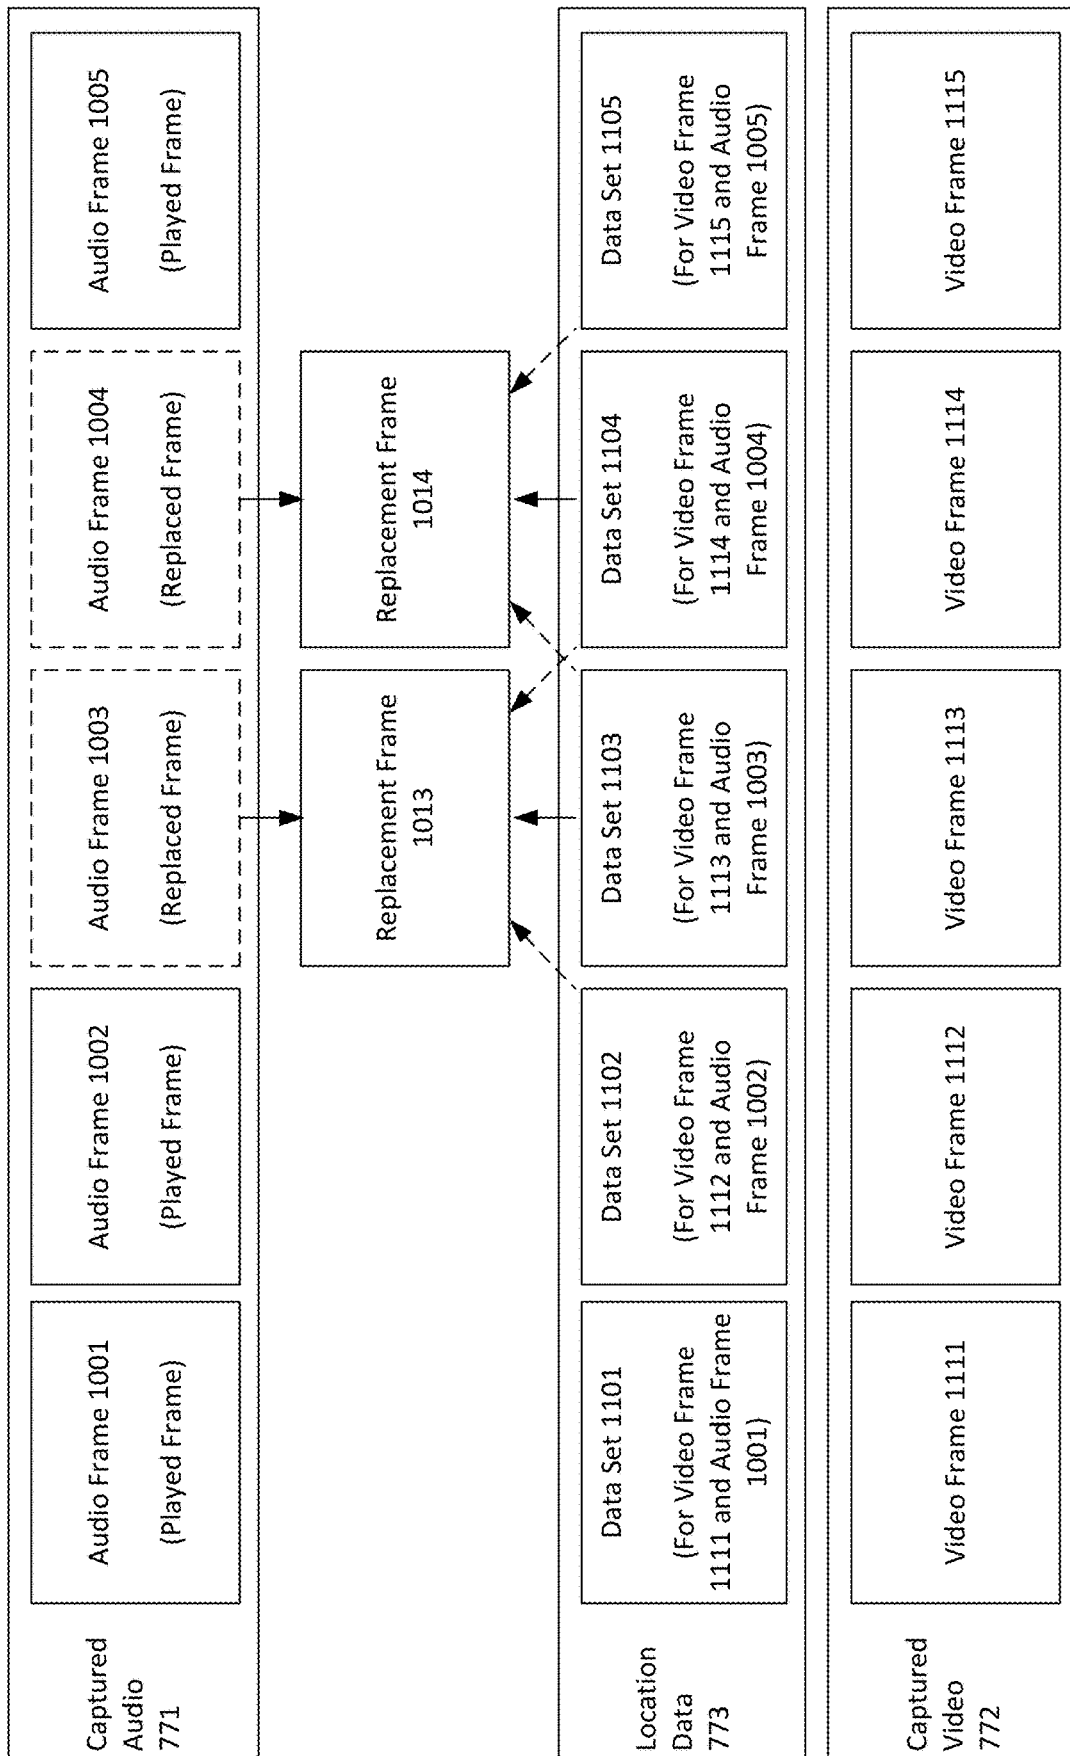 Captured
Audio
771
Audio Frame 1001
(Played Frame)
Audio Frame 1002
(Played Frame)
Audio Frame 1003
(Replaced Frame)
Audio Frame 1004
(Replaced Frame)
Audio Frame 1005
(Played Frame)
Replacement Frame
1013
Replacement Frame
1014
Location
Data
773
Data Set 1101
(For Video Frame
1111 and Audio Frame
1001)
Data Set 1102
(For Video Frame
1112 and Audio
Frame 1002)
Data Set 1103
(For Video Frame
1113 and Audio
Frame 1003)
Data Set 1104
(For Video Frame
1114 and Audio
Frame 1004)
Data Set 1105
(For Video Frame
1115 and Audio
Frame 1005)
Captured
Video
772
Video Frame 1111
Video Frame 1112
Video Frame 1113
Video Frame 1114
Video Frame 1115